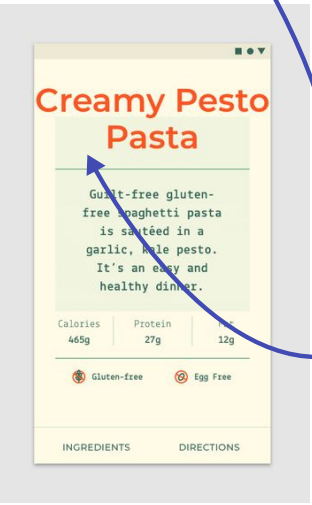 Creamy Pesto
Pasta
Guilt-free gluten-
free spaghetti pasta
is sautéed in a
garlic, kale pesto.
It's an easy and
healthy dinner.
Calories Protein Fat
465g 27g 12g
Gluten-free Egg Free
INGREDIENTS DIRECTIONS